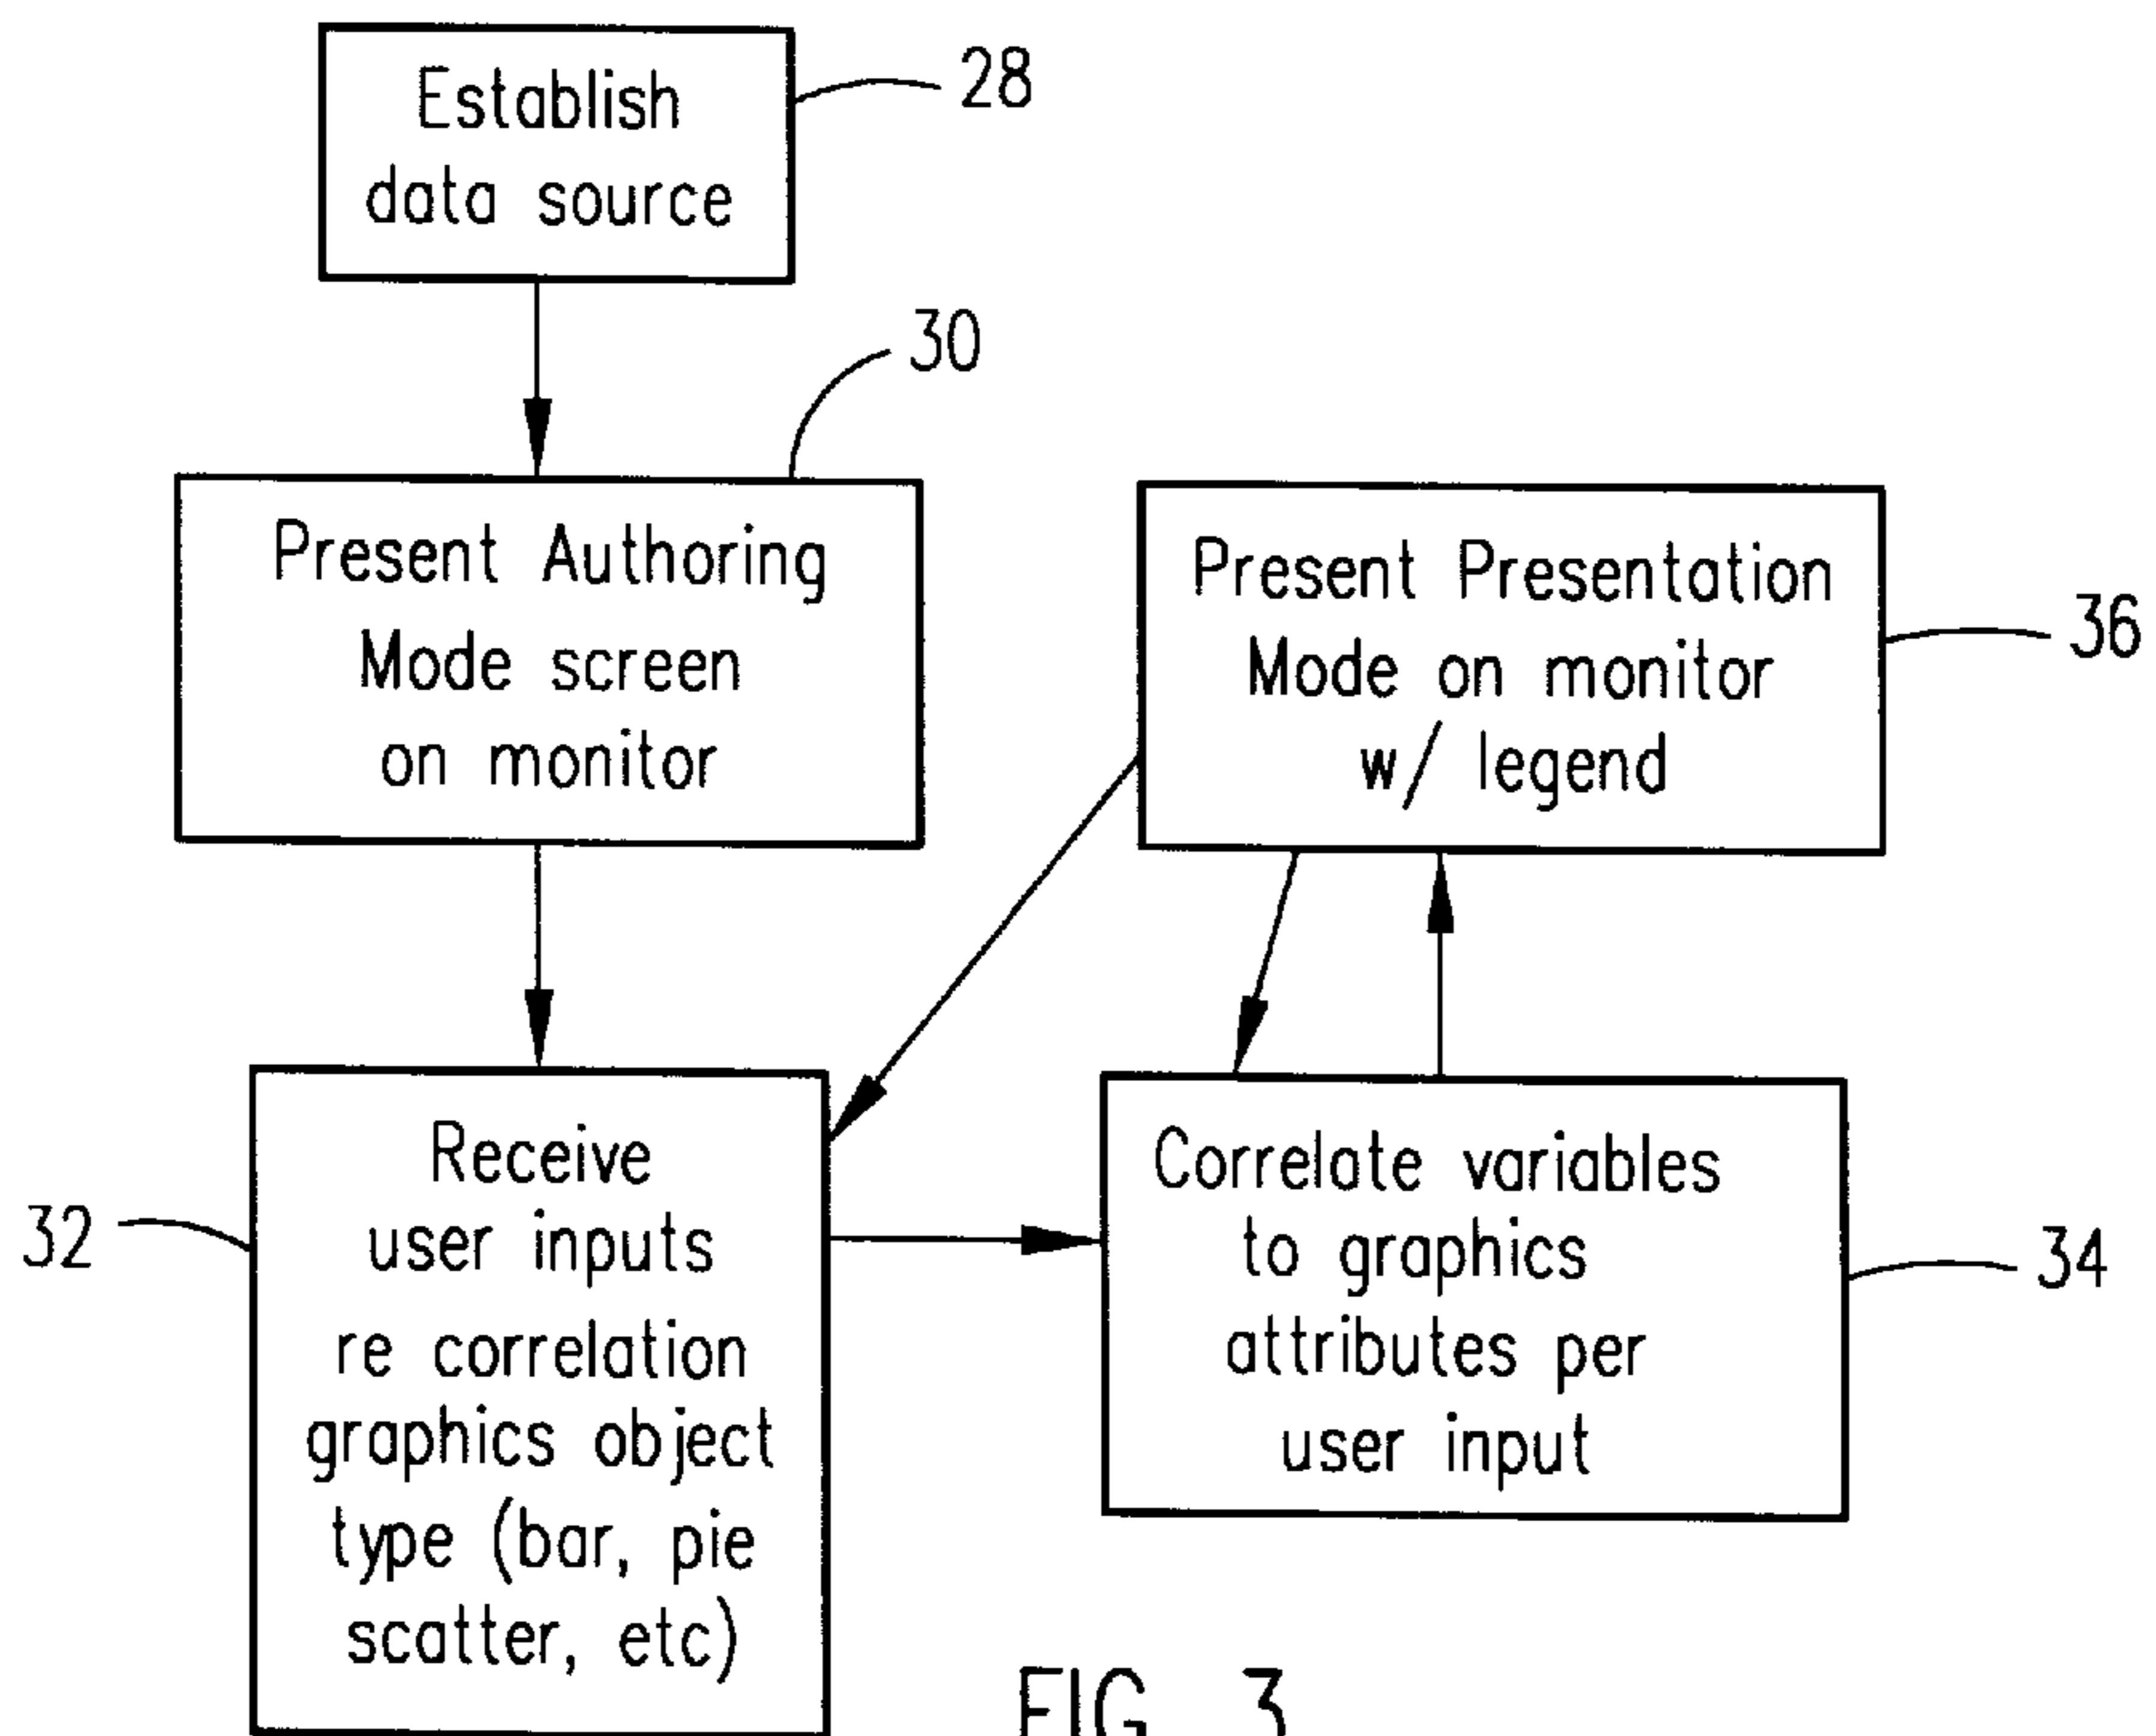 Establish
data source
28
30
Present Authoring
Mode screen
on monitor
Present Presentation
Mode on monitor
w/ legend
36
Receive
user inputs
re correlation
graphics object
type (bar, pie
scatter, etc)
32
Correlate variables
to graphics
attributes per
user input
34
FIG. 3